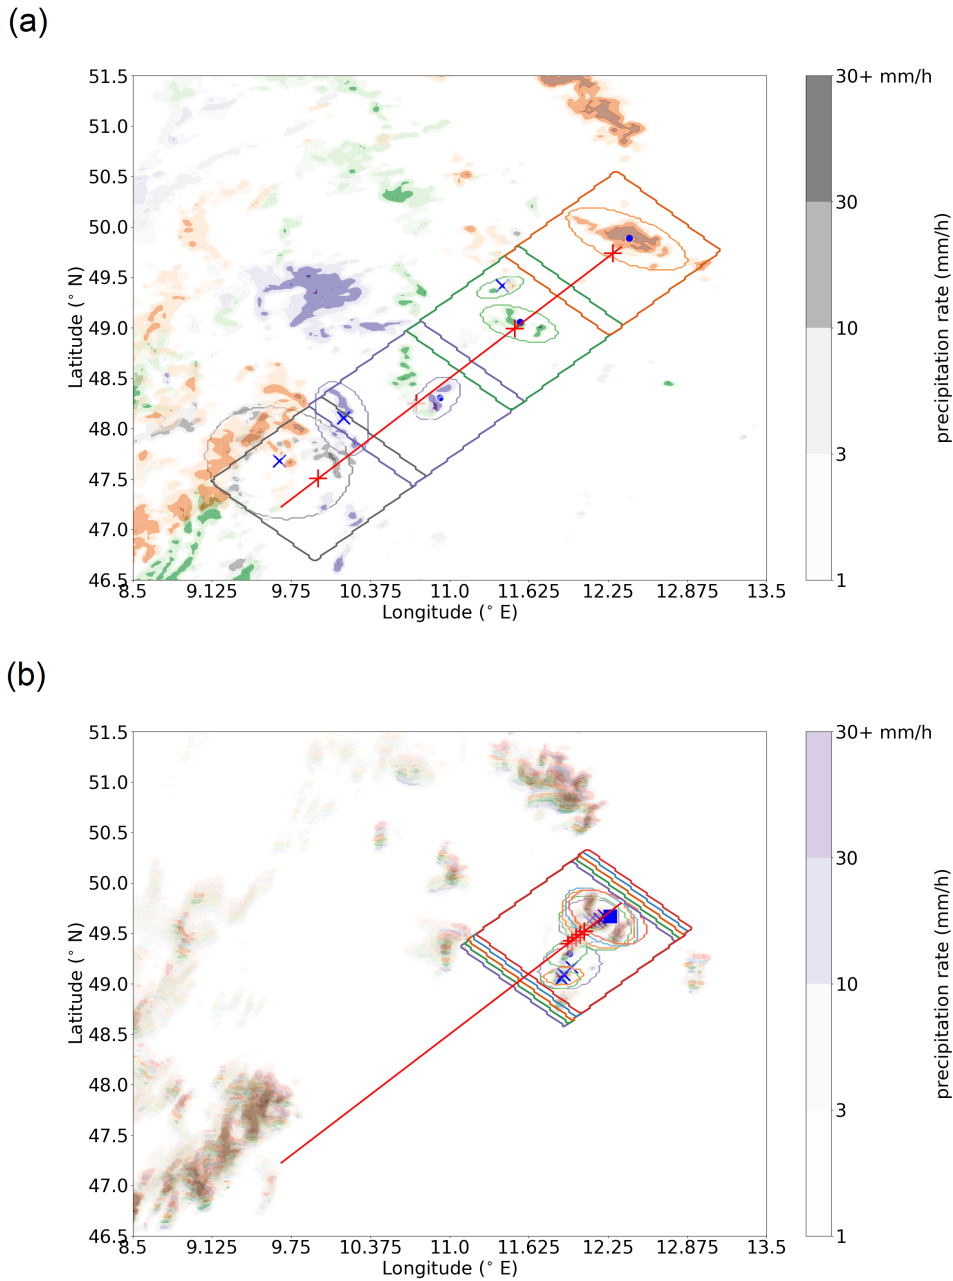 (a)
51.5
51.0
50.5
50.0
49.5
49.0
48.5
48.0
47.5
47.0
46.5
Latitude (° N)
8.5 9.125 9.75 10.375 11.0 11.625 12.25 12.875 13.5
Longitude (° E)
30+ mm/h
30
10
3
1
precipitation rate (mm/h)
(b)
51.5
51.0
50.5
50.0
49.5
49.0
48.5
48.0
47.5
47.0
46.5
Latitude (° N)
8.5 9.125 9.75 10.375 11.0 11.625 12.25 12.875 13.5
Longitude (° E)
30+ mm/h
30
10
3
1
precipitation rate (mm/h)